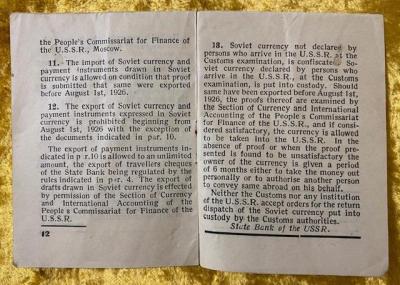 the People's Commissariat for Finance of
the U.S.S.R., Moscow.
11. The import of Soviet currency and
payment instruments drawn in Soviet
currency is allowed on condition that proof
is submitted that same were exported
before August 1st, 1926.
12. The export of Soviet currency and
payment instruments expressed in Soviet
currency is prohibited beginning from
August 1st, 1926 with the exception
the documents indicated in par. 10.
The export of payment instruments in-
dicated in p r.10 is allowed to an unlimited
amount, the export of travellers cheques
of the State Bank being regulated by the
rules indicated in p r. 4. The export of
drafts drawn in Soviet currency is effected
by permission of the Section of Currency
and International Accounting of the
People's Commissariat for Finance of the
U.S.S.R.
12
13. Soviet currency not declared by
persons who arrive in the U.S.S.R. at the
Customs examination, is confiscated. So-
viet currency declared by persons who
arrive in the U.S.S.R., at the Customs
examination, is put into custody. Should
same have been exported before August
1st, 1926, the proofs thereof are examined by
the Section of Currency and International
Accounting of the People's Commissariat
for Finance of the U.S.S.R., and if consi-
dered satisfactory, the currency is allowed
to be taken into the U.S.S.R. In the
absence of proof or when the proof pre-
sented is found to be unsatisfactory the
owner of the currency is given a period
of 6 months either to take the money out
personally or to authorise another person
to convey same abroad on his behalf.
Neither the Customs nor any institution
of the U.S.S.R. accept orders for the return
dispatch of the Soviet currency put into
custody by the Customs authorities.
State Bank of the USSR.